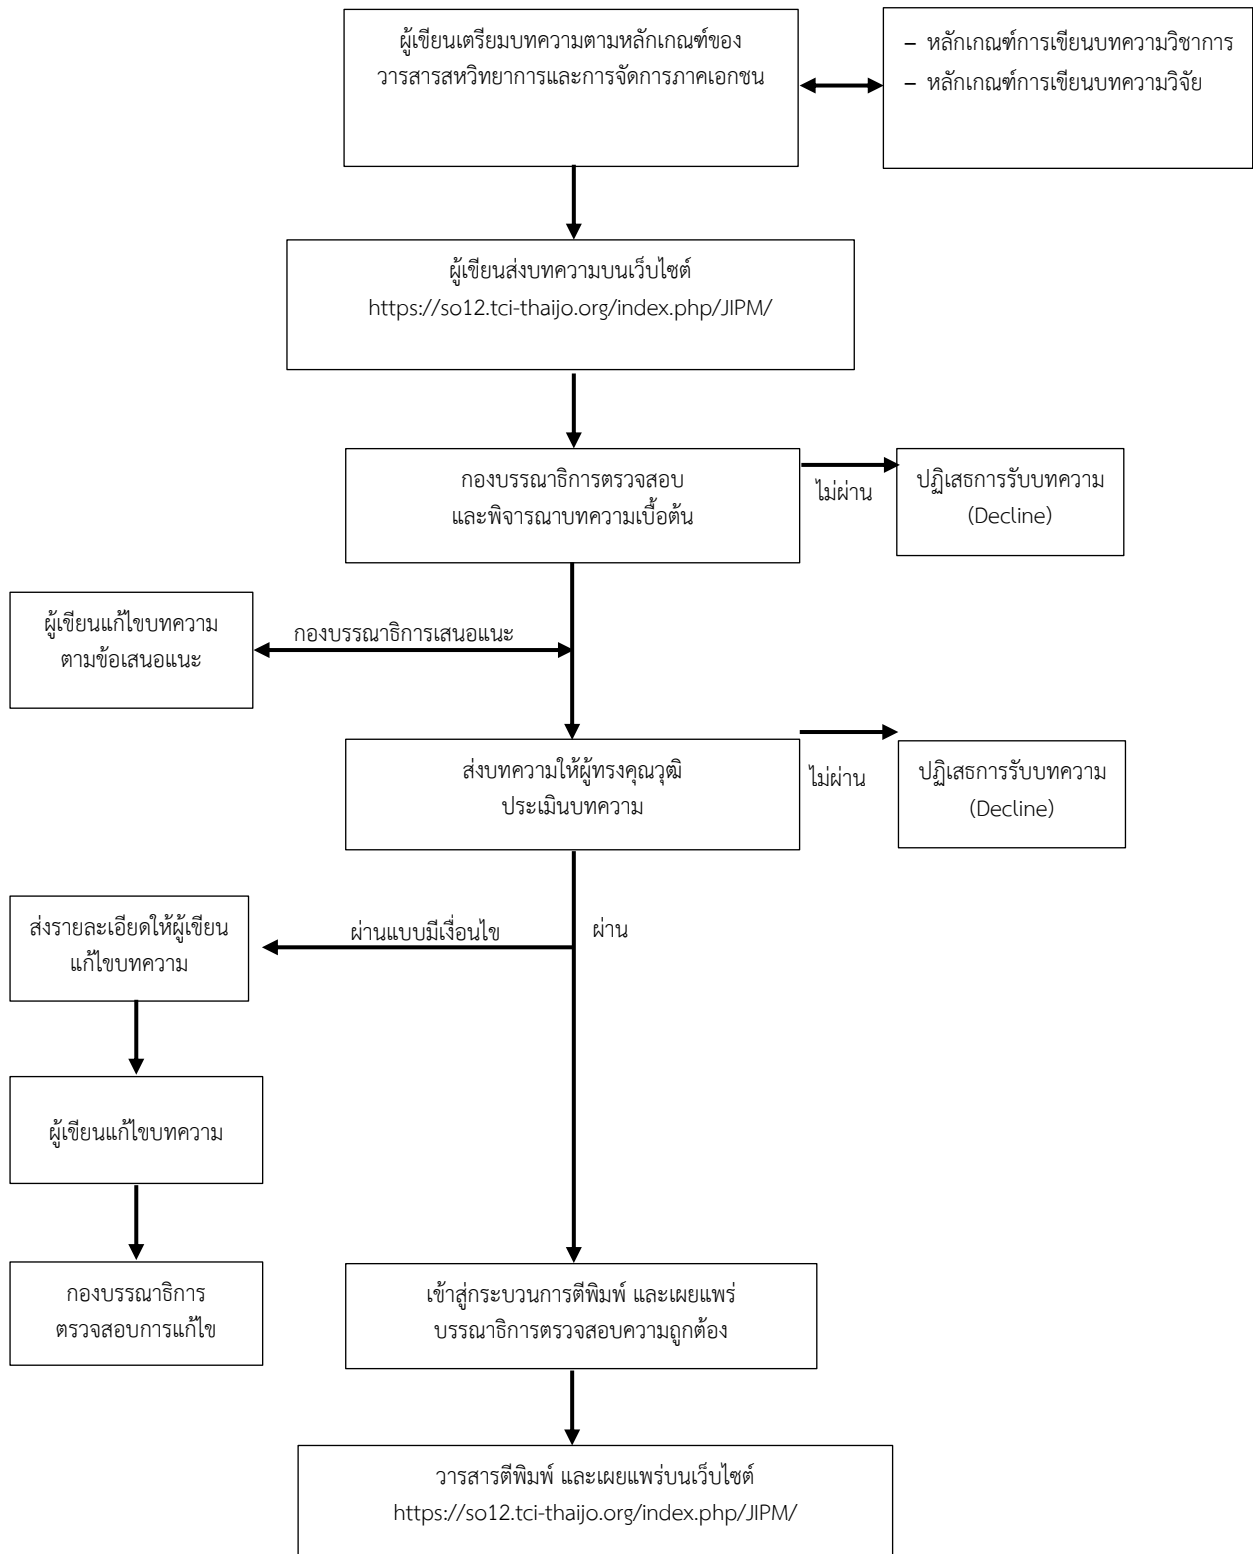 ผู้เขียนเตรียมบทความตามหลักเกณฑ์ของ
วารสารสหวิทยาการและการจัดการภาคเอกชน
– หลักเกณฑ์การเขียนบทความวิชาการ
– หลักเกณฑ์การเขียนบทความวิจัย
ผู้เขียนส่งบทความบนเว็บไซต์
https://so12.tci-thaijo.org/index.php/JIPM/
กองบรรณาธิการตรวจสอบ
และพิจารณาบทความเบื้อต้น
ไม่ผ่าน
ปฏิเสธการรับบทความ
(Decline)
ผู้เขียนแก้ไขบทความ
ตามข้อเสนอแนะ
กองบรรณาธิการเสนอแนะ
ส่งบทความให้ผู้ทรงคุณวุฒิ
ประเมินบทความ
ไม่ผ่าน
ปฏิเสธการรับบทความ
(Decline)
ส่งรายละเอียดให้ผู้เขียน
แก้ไขบทความ
ผ่านแบบมีเงื่อนไข
ผ่าน
ผู้เขียนแก้ไขบทความ
กองบรรณาธิการ
ตรวจสอบการแก้ไข
เข้าสู่กระบวนการตีพิมพ์ และเผยแพร่
บรรณาธิการตรวจสอบความถูกต้อง
วารสารตีพิมพ์ และเผยแพร่บนเว็บไซต์
https://so12.tci-thaijo.org/index.php/JIPM/